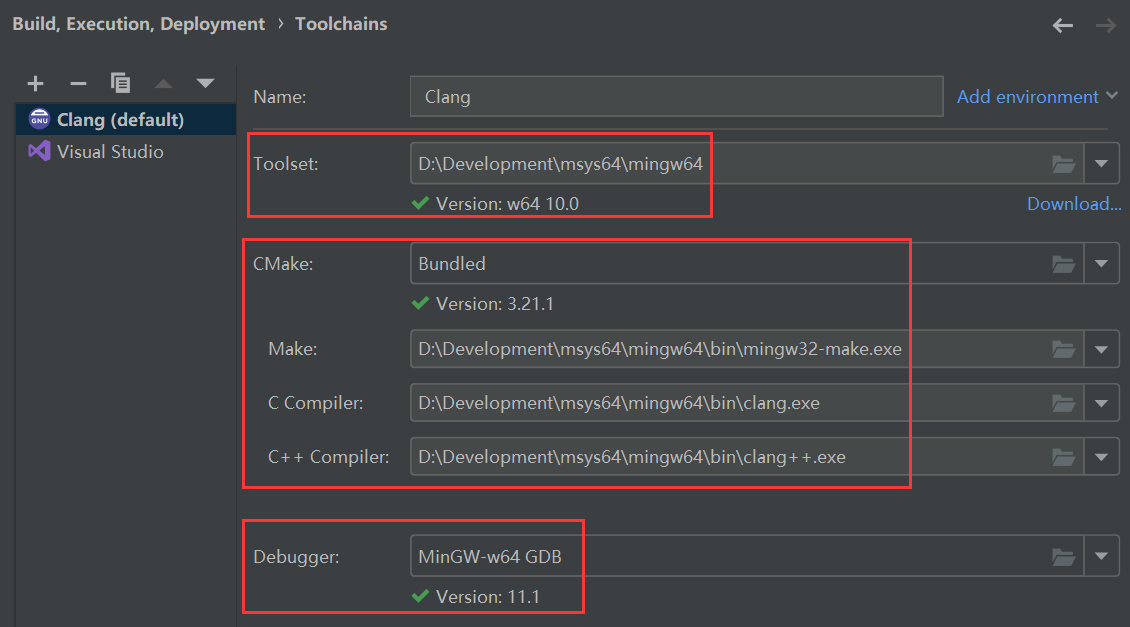 Build, Execution, Deployment › Toolchains
Clang (default)
Visual Studio
Name: Clang Add environment
Toolset: D:\Development\msys64\mingw64
Version: w64 10.0 Download...
CMake: Bundled
Version: 3.21.1
Make: D:\Development\msys64\mingw64\bin\mingw32-make.exe
C Compiler: D:\Development\msys64\mingw64\bin\clang.exe
C++ Compiler: D:\Development\msys64\mingw64\bin\clang++.exe
Debugger: MinGW-w64 GDB
Version: 11.1